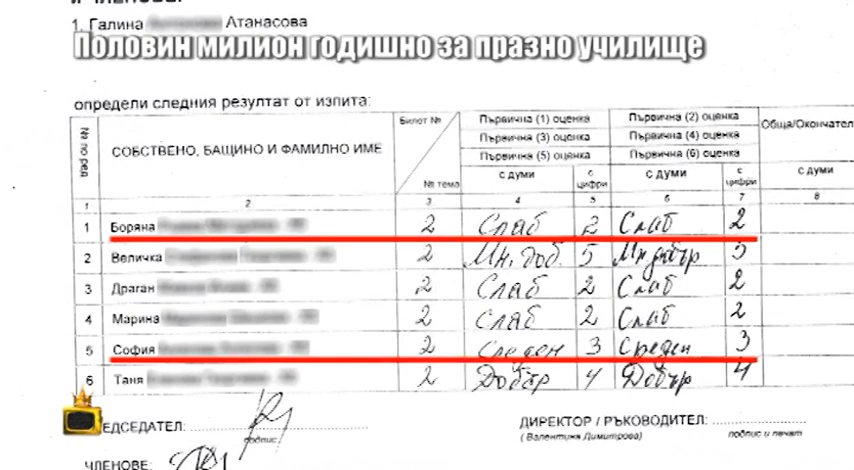 и членове:
1. Галина Атанасова
Половин милион годишно за празно училище
определи следния резултат от изпита:
№ по ред СОБСТВЕНО, БАЩИНО И ФАМИЛНО ИМЕ Билет № № тема Първична (1) оценка Първична (2) оценка Обща/Окончател
Първична (3) оценка Първична (4) оценка
Първична (5) оценка Първична (6) оценка
с думи с цифри с думи с цифри с думи
1 2 3 4 5 6 7 8
1 Боряна 2 Слаб 2 Слаб 2
2 Величка 2 Мн. доб. 5 Мн. добър 5
3 Драган 2 Слаб 2 Слаб 2
4 Марина 2 Слаб 2 Слаб 2
5 София 2 Среден 3 Среден 3
6 Таня 2 Добър 4 Добър 4
ЕДСЕДАТЕЛ: ДИРЕКТОР / РЪКОВОДИТЕЛ:
подпис ( Валентина Димитрова) подпис и печат
ЧЛЕНОВЕ: